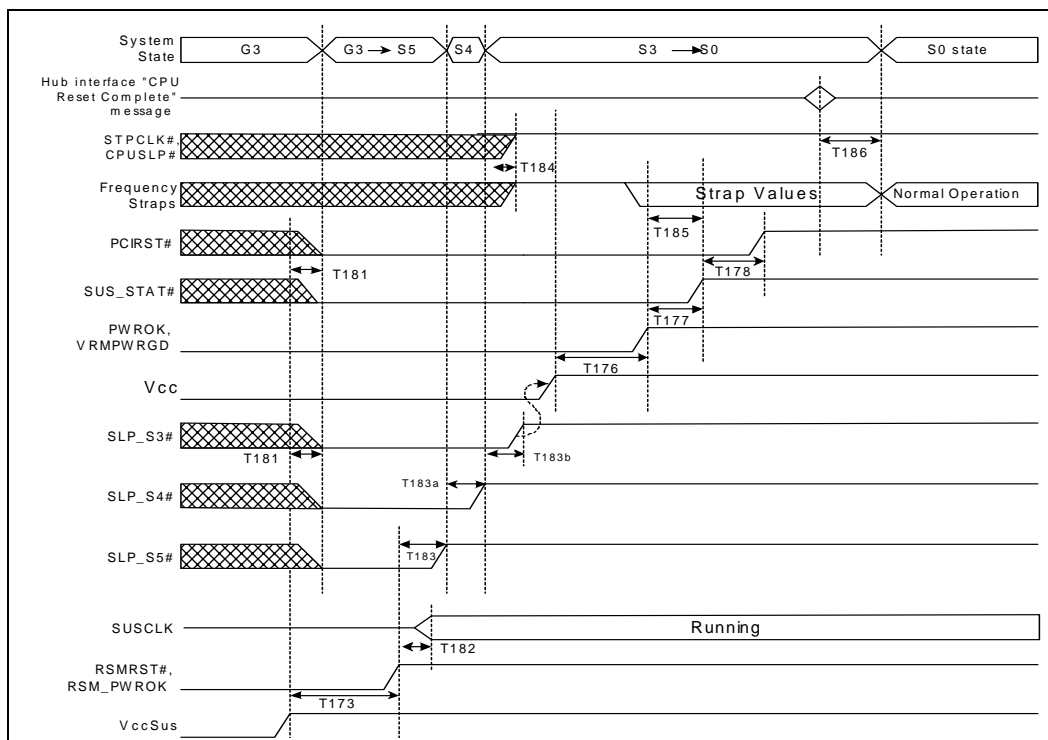 System
State
G3
G3 → S5
S4
S3 → S0
S0 state
Hub interface "CPU
Reset Complete"
message
STPCLK#,
CPUSLP#
T184
T186
Frequency
Straps
Strap Values
Normal Operation
T185
PCIRST#
T181
T178
SUS_STAT#
T177
PWROK,
VRMPWRGD
T176
Vcc
SLP_S3#
T181
T183b
SLP_S4#
T183a
SLP_S5#
T183
SUSCLK
Running
T182
RSMRST#,
RSM_PWROK
T173
VccSus